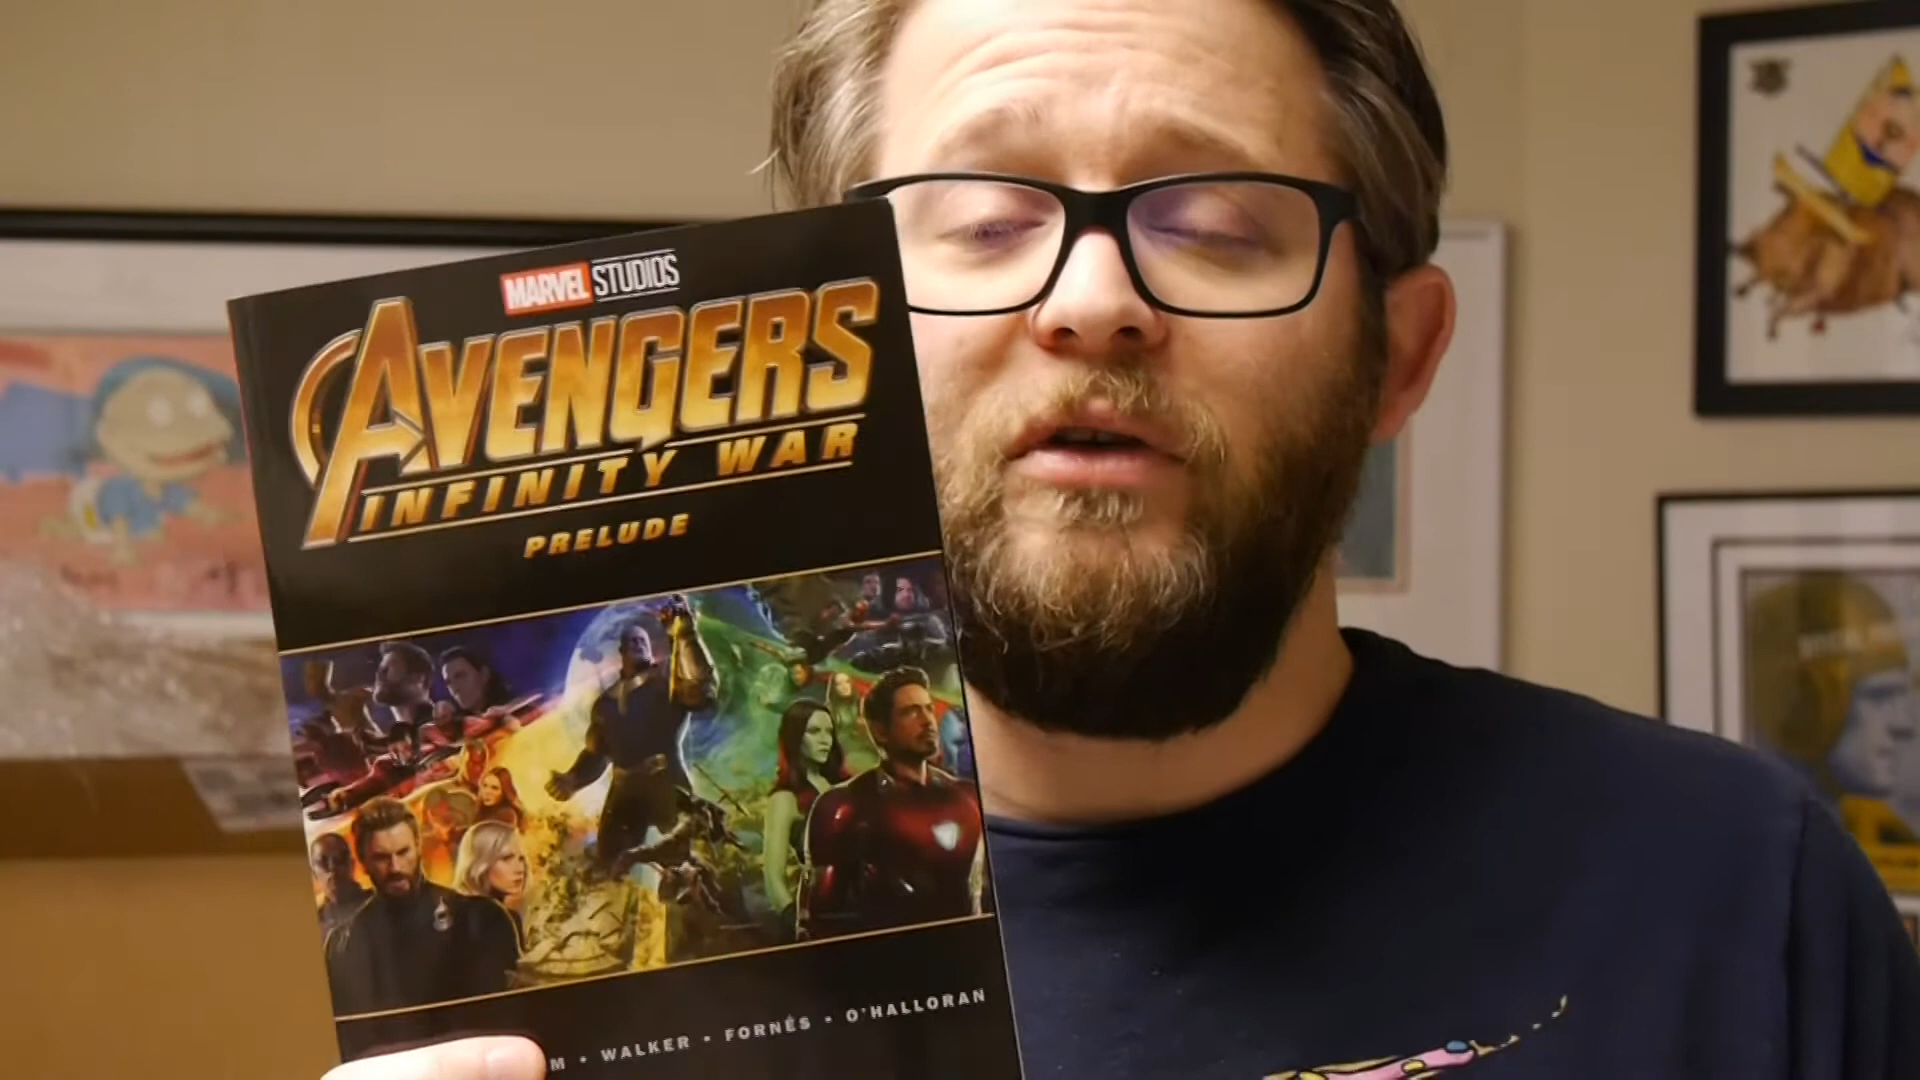 MARVEL STUDIOS
AVENGERS
INFINITY WAR
PRELUDE
M • WALKER • FORNÉS • O'HALLORAN